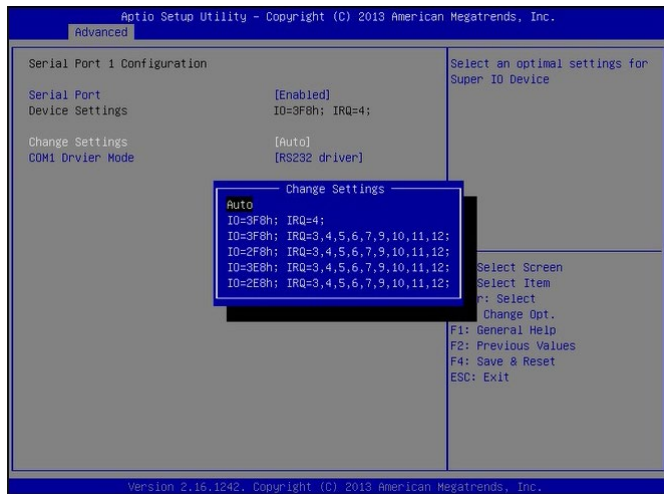 Aptio Setup Utility – Copyright (C) 2013 American Megatrends, Inc.
Advanced
Serial Port 1 Configuration
Serial Port [Enabled]
Device Settings IO=3F8h; IRQ=4;
Change Settings [Auto]
COM1 Drvier Mode [RS232 driver]
Select an optimal settings for
Super IO Device
Change Settings
Auto
IO=3F8h; IRQ=4;
IO=3F8h; IRQ=3,4,5,6,7,9,10,11,12;
IO=2F8h; IRQ=3,4,5,6,7,9,10,11,12;
IO=3E8h; IRQ=3,4,5,6,7,9,10,11,12;
IO=2E8h; IRQ=3,4,5,6,7,9,10,11,12;
Select Screen
Select Item
r: Select
Change Opt.
F1: General Help
F2: Previous Values
F4: Save & Reset
ESC: Exit
Version 2.16.1242. Copyright (C) 2013 American Megatrends, Inc.